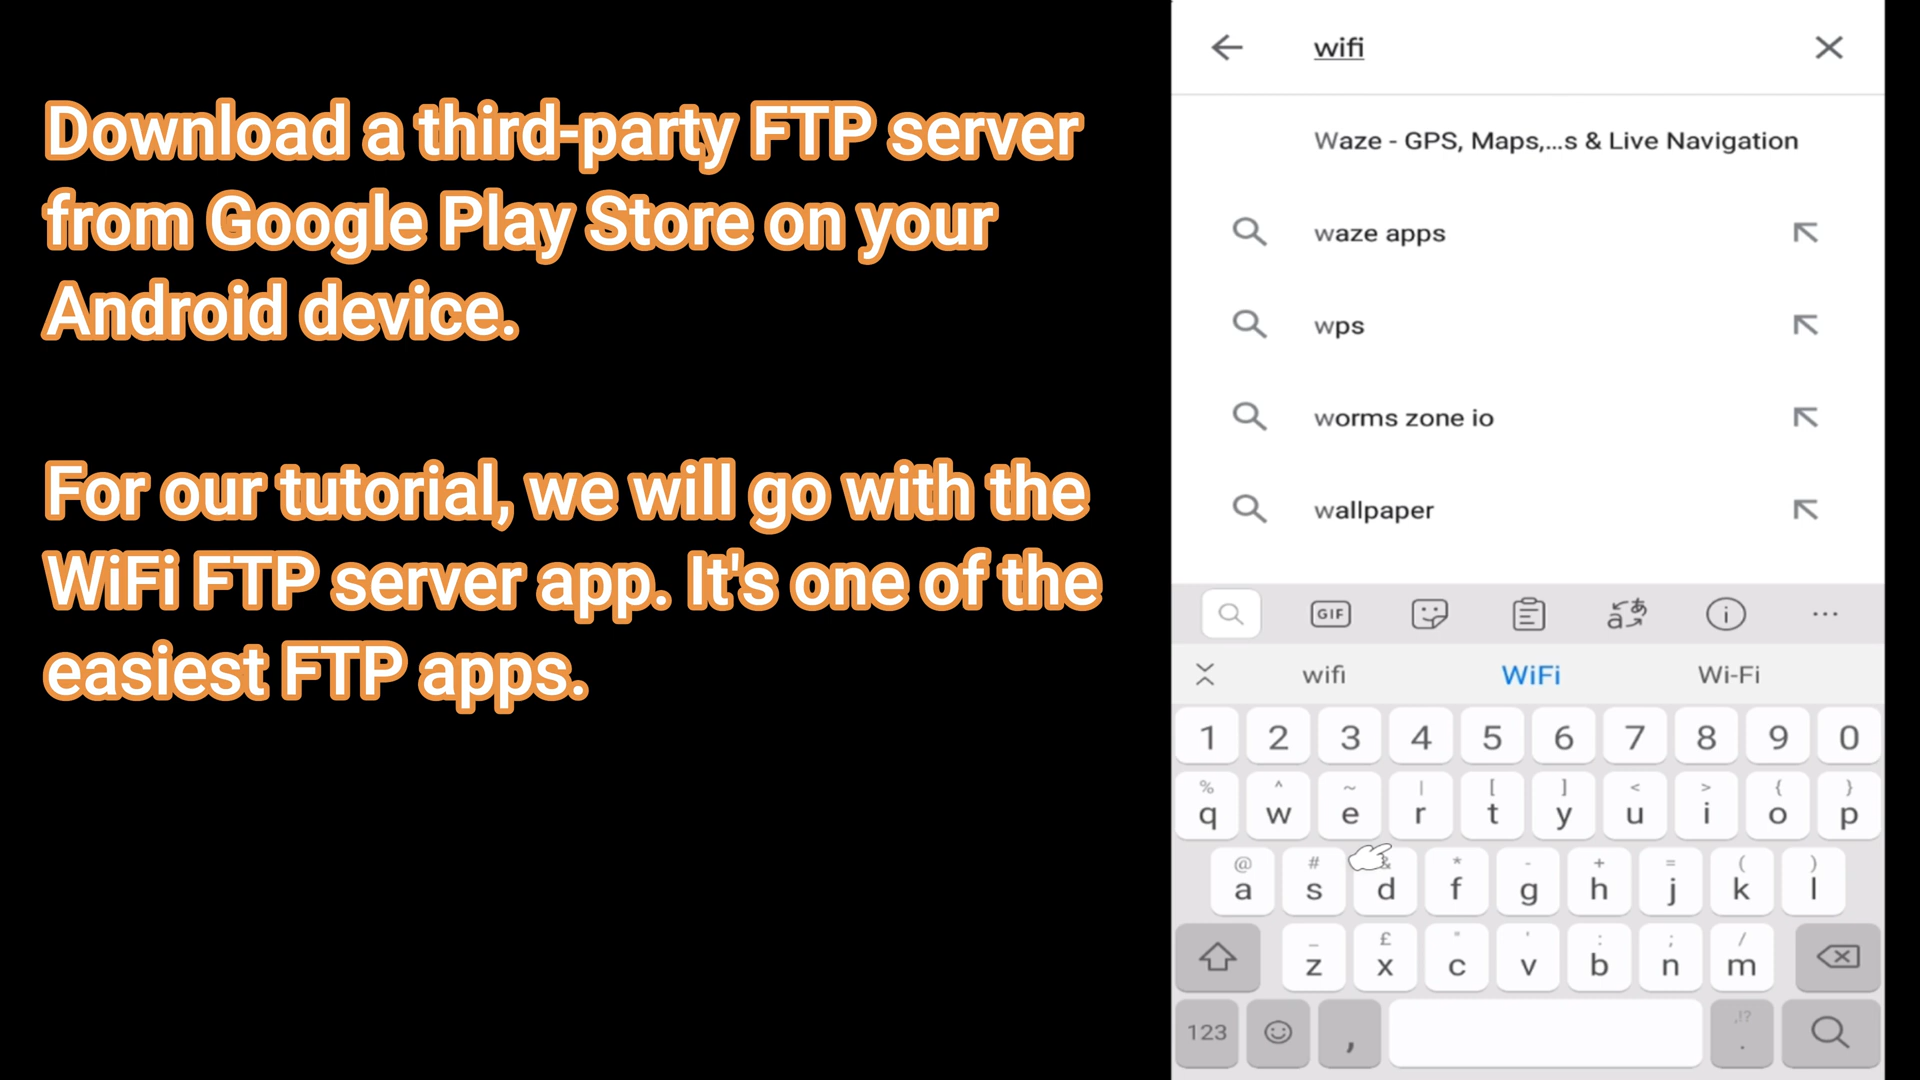 Download a third-party FTP server
from Google Play Store on your
Android device.
For our tutorial, we will go with the
WiFi FTP server app. It's one of the
easiest FTP apps.
wifi
Waze - GPS, Maps,...s & Live Navigation
waze apps
wps
worms zone io
wallpaper
GIF
wifi WiFi Wi-Fi
1 2 3 4 5 6 7 8 9 0
% ^ ~ | [ ] < > { }
q w e r t y u i o p
@ # & * - + = ( )
a s d f g h j k l
_ £ " ' : ; /
z x c v b n m
123 , ,!? .